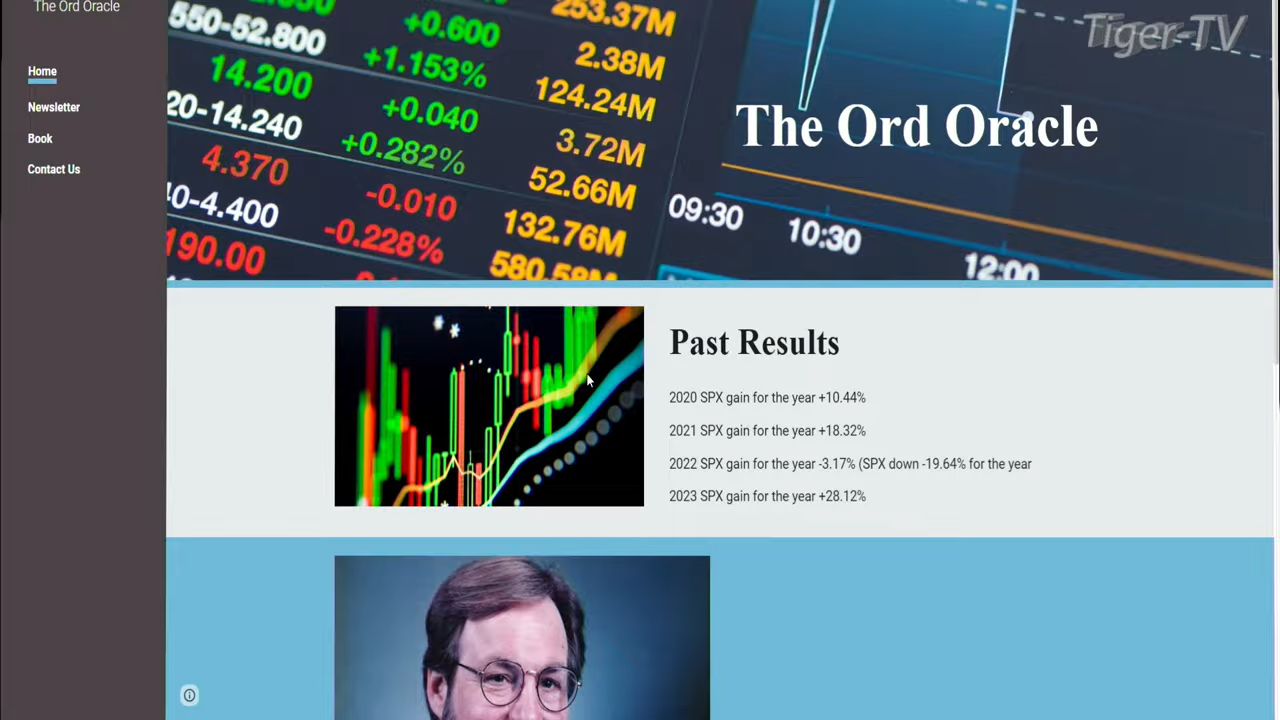 The Ord Oracle
Tiger-TV
Home
Newsletter
Book
Contact Us
550-52.800
+0.600
253.37M
14.200
+1.153%
2.38M
20-14.240
+0.040
124.24M
4.370
+0.282%
3.72M
40-4.400
-0.010
52.66M
190.00
-0.228%
132.76M
580.58M
The Ord Oracle
09:30
10:30
12:00
Past Results
2020 SPX gain for the year +10.44%
2021 SPX gain for the year +18.32%
2022 SPX gain for the year -3.17% (SPX down -19.64% for the year
2023 SPX gain for the year +28.12%